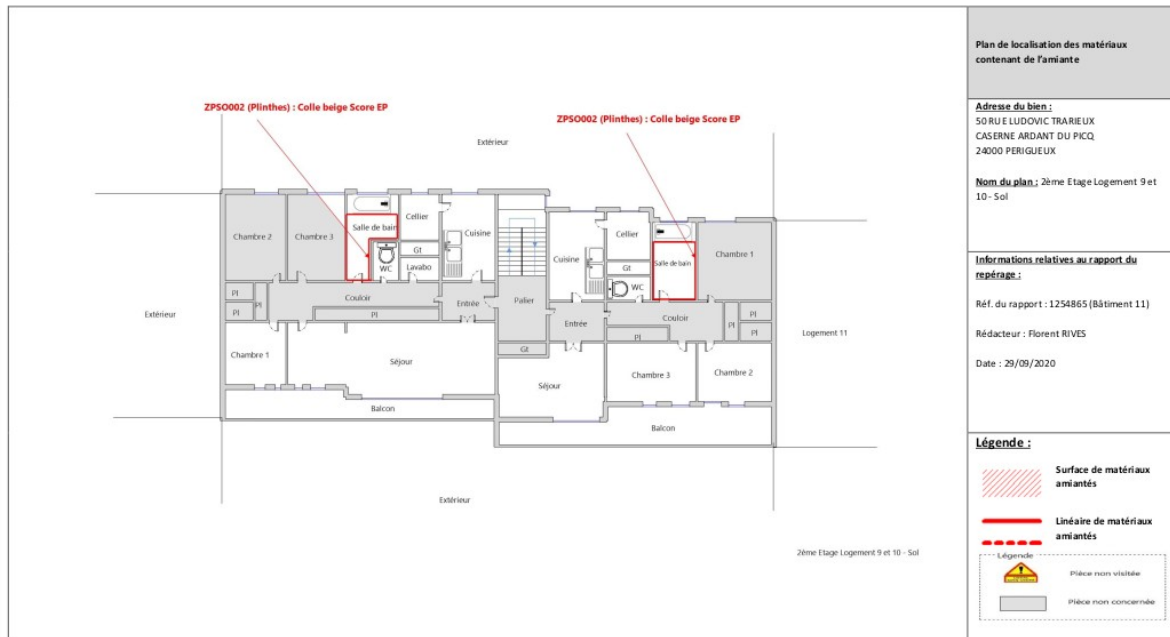 ZPSO002 (Plinthes) : Colle beige Score EP
ZPSO002 (Plinthes) : Colle beige Score EP
Extérieur
Chambre 2
Chambre 3
Salle de bain
Cellier
Gt
WC
Lavabo
Cuisine
Cuisine
Cellier
Gt
WC
Salle de bain
Chambre 1
Pl
Pl
Pl
Couloir
Pl
Entrée
Palier
Gt
Entrée
Couloir
Pl
Pl
Pl
Pl
Extérieur
Chambre 1
Séjour
Séjour
Chambre 3
Chambre 2
Logement 11
Balcon
Balcon
Extérieur
2ème Etage Logement 9 et 10 - Sol
Plan de localisation des matériaux
contenant de l'amiante
Adresse du bien :
50 RUE LUDOVIC TRARIEUX
CASERNE ARDANT DU PICQ
24000 PERIGUEUX
Nom du plan : 2ème Etage Logement 9 et
10 - Sol
Informations relatives au rapport du
repérage :
Réf. du rapport : 1254865 (Bâtiment 11)
Rédacteur : Florent RIVES
Date : 29/09/2020
Légende :
Surface de matériaux
amiantés
Linéaire de matériaux
amiantés
Légende
Pièce non visitée
Pièce non concernée